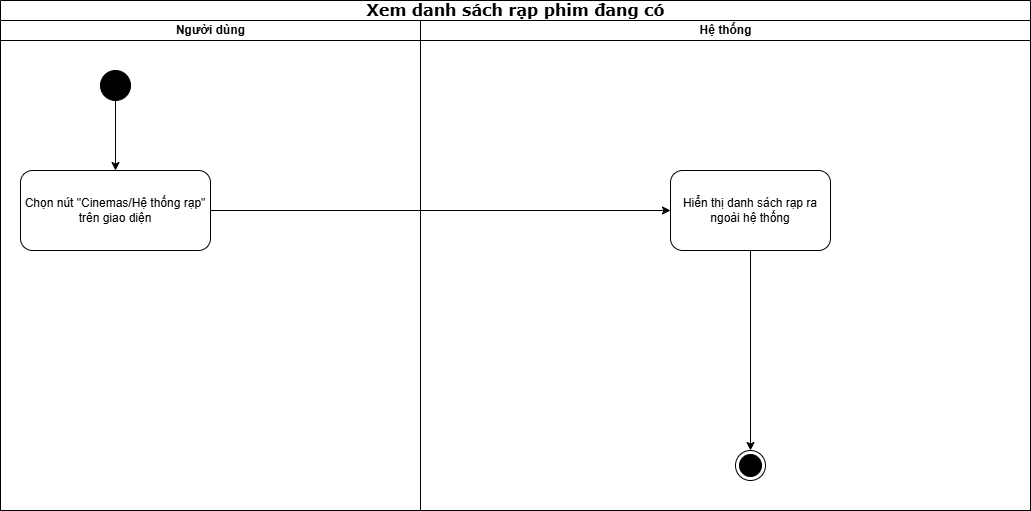 Xem danh sách rạp phim đang có
Người dùng
Hệ thống
Chọn nút "Cinemas/Hệ thống rạp"
trên giao diện
Hiển thị danh sách rạp ra
ngoài hệ thống